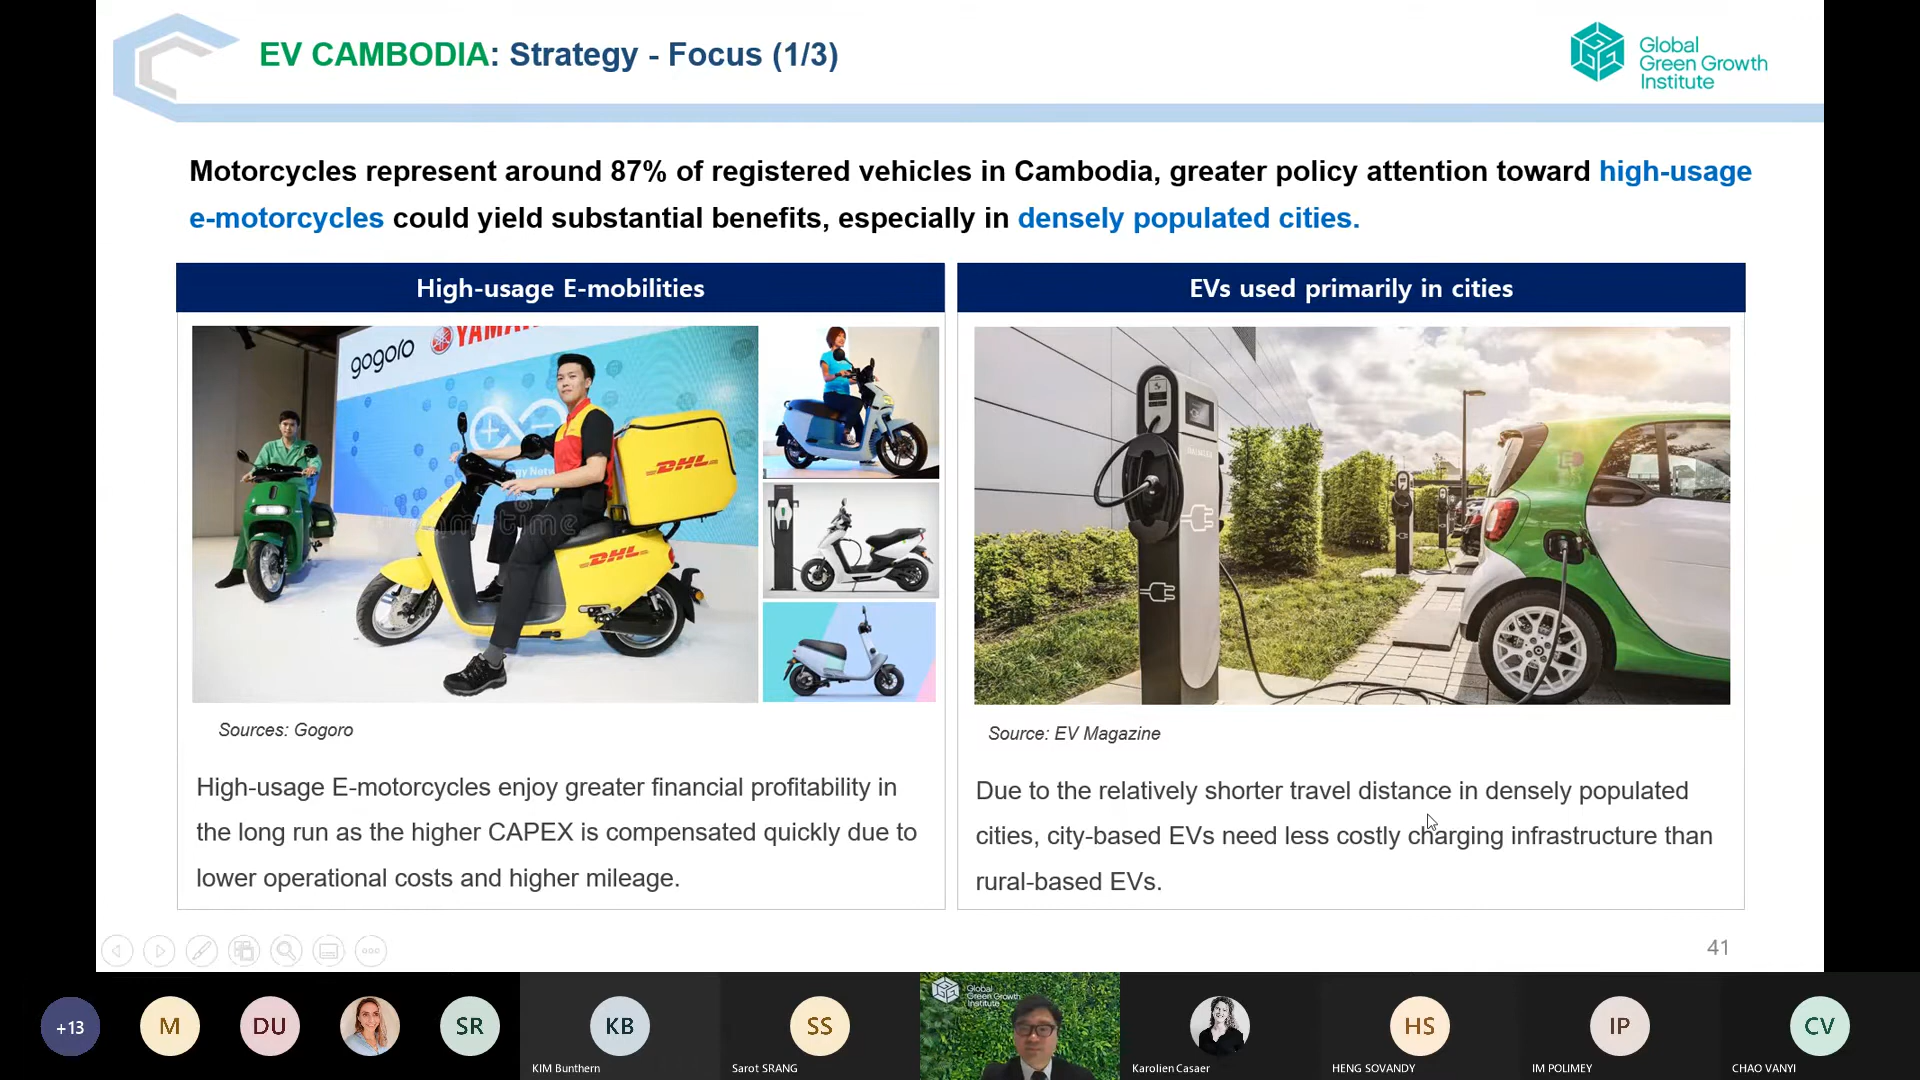 EV CAMBODIA: Strategy - Focus (1/3)
Global
Green Growth
Institute
Motorcycles represent around 87% of registered vehicles in Cambodia, greater policy attention toward high-usage
e-motorcycles could yield substantial benefits, especially in densely populated cities.
High-usage E-mobilities
gogoro
DHL
DHL
Sources: Gogoro
High-usage E-motorcycles enjoy greater financial profitability in
the long run as the higher CAPEX is compensated quickly due to
lower operational costs and higher mileage.
EVs used primarily in cities
Source: EV Magazine
Due to the relatively shorter travel distance in densely populated
cities, city-based EVs need less costly charging infrastructure than
rural-based EVs.
41
+13
M
DU
SR
KB
KIM Bunthern
SS
Sarot SRANG
Global
Green Growth
Institute
Karolien Casaer
HS
HENG SOVANDY
IP
IM POLIMEY
CV
CHAO VANYI